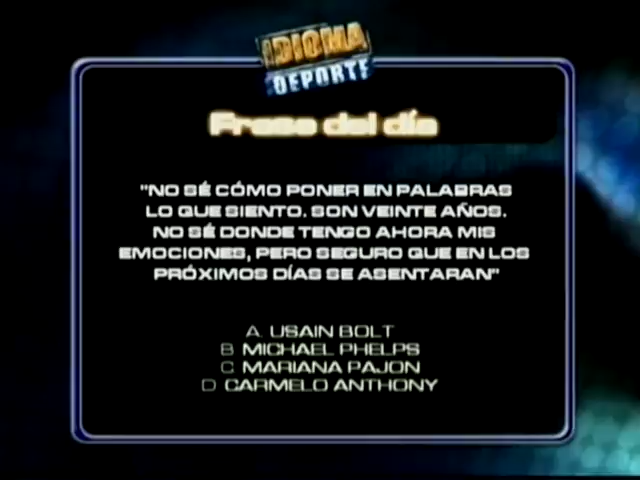 IDIOMA
DEPORTE
Frase del día
"NO SÉ CÓMO PONER EN PALABRAS
LO QUE SIENTO. SON VEINTE AÑOS.
NO SÉ DONDE TENGO AHORA MIS
EMOCIONES, PERO SEGURO QUE EN LOS
PRÓXIMOS DÍAS SE ASENTARAN"
A. USAIN BOLT
B MICHAEL PHELPS
C MARIANA PAJON
D CARMELO ANTHONY